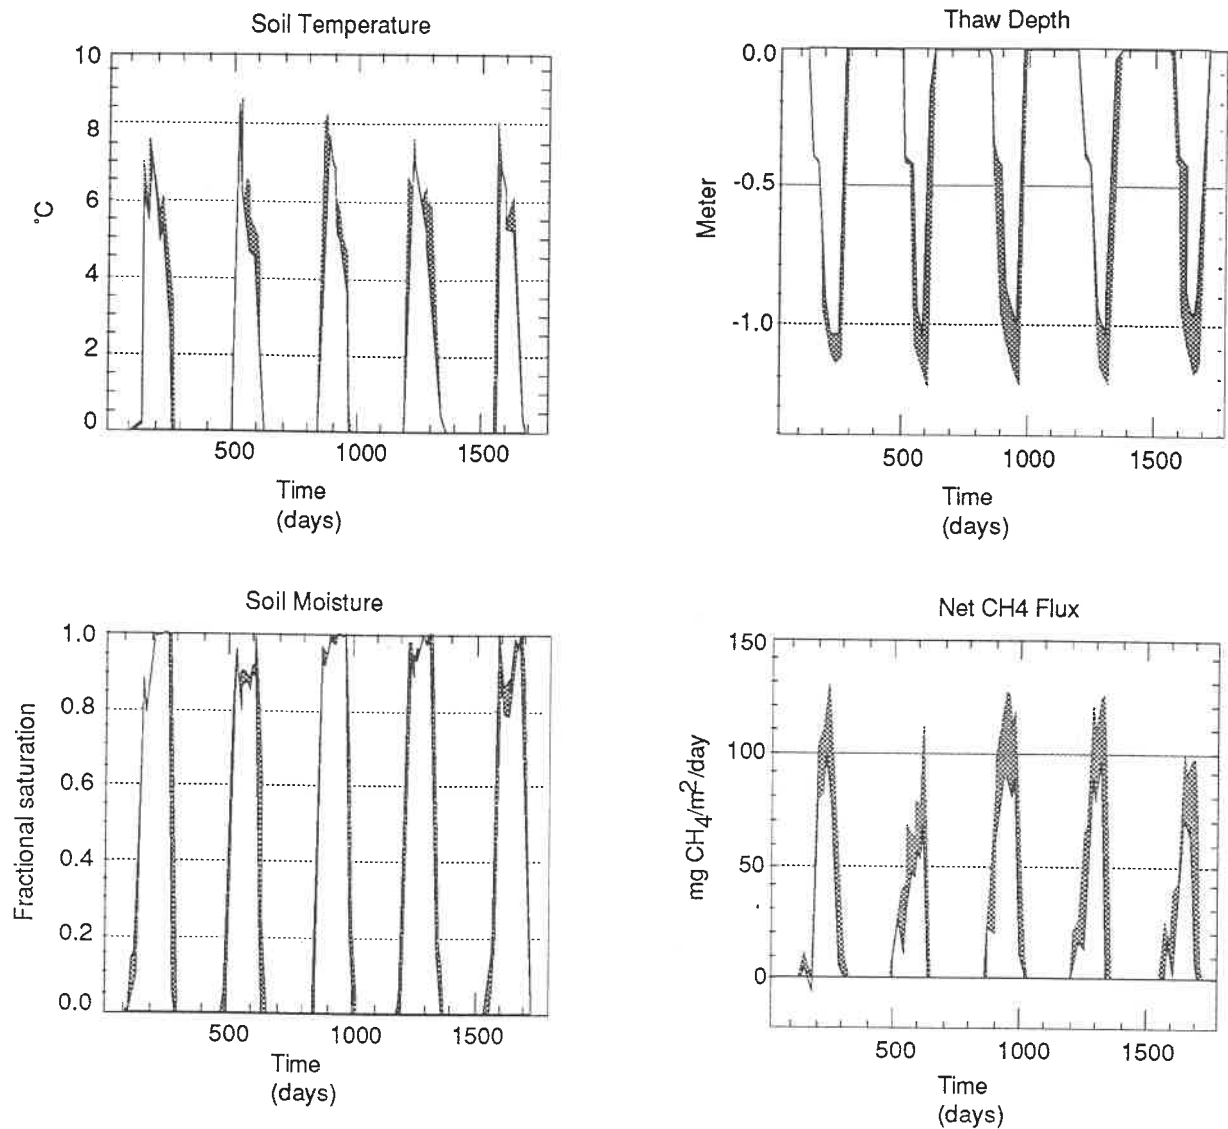 Soil Temperature
10
8
6
4
2
0
°C
500
1000
1500
Time
(days)
Thaw Depth
0.0
-0.5
-1.0
Meter
500
1000
1500
Time
(days)
Soil Moisture
1.0
0.8
0.6
0.4
0.2
0.0
Fractional saturation
500
1000
1500
Time
(days)
Net CH4 Flux
150
100
50
0
mg CH4/m2/day
500
1000
1500
Time
(days)